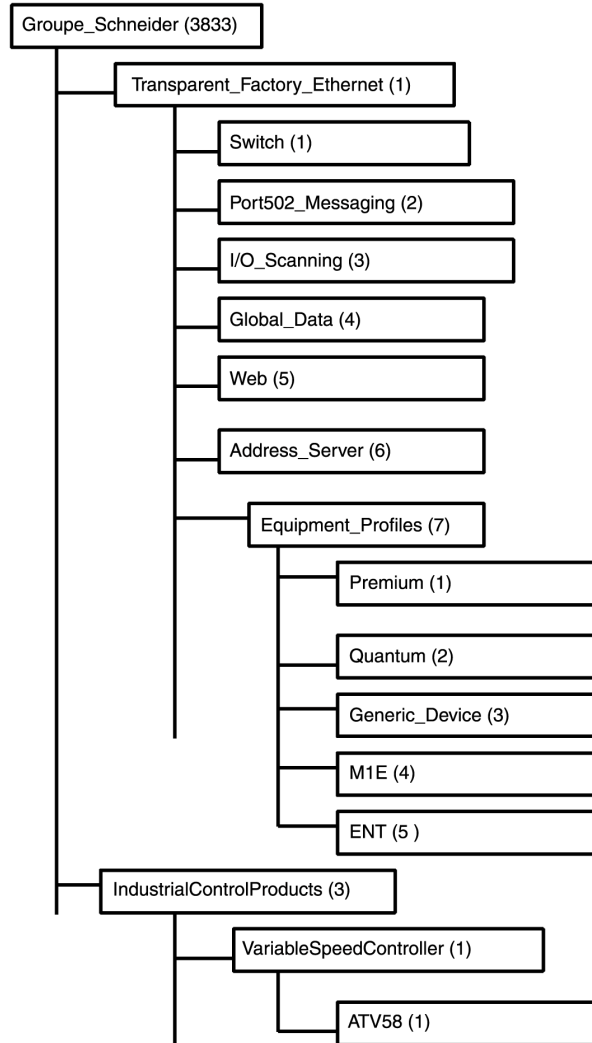 Groupe_Schneider (3833)
Transparent_Factory_Ethernet (1)
Switch (1)
Port502_Messaging (2)
I/O_Scanning (3)
Global_Data (4)
Web (5)
Address_Server (6)
Equipment_Profiles (7)
Premium (1)
Quantum (2)
Generic_Device (3)
M1E (4)
ENT (5 )
IndustrialControlProducts (3)
VariableSpeedController (1)
ATV58 (1)